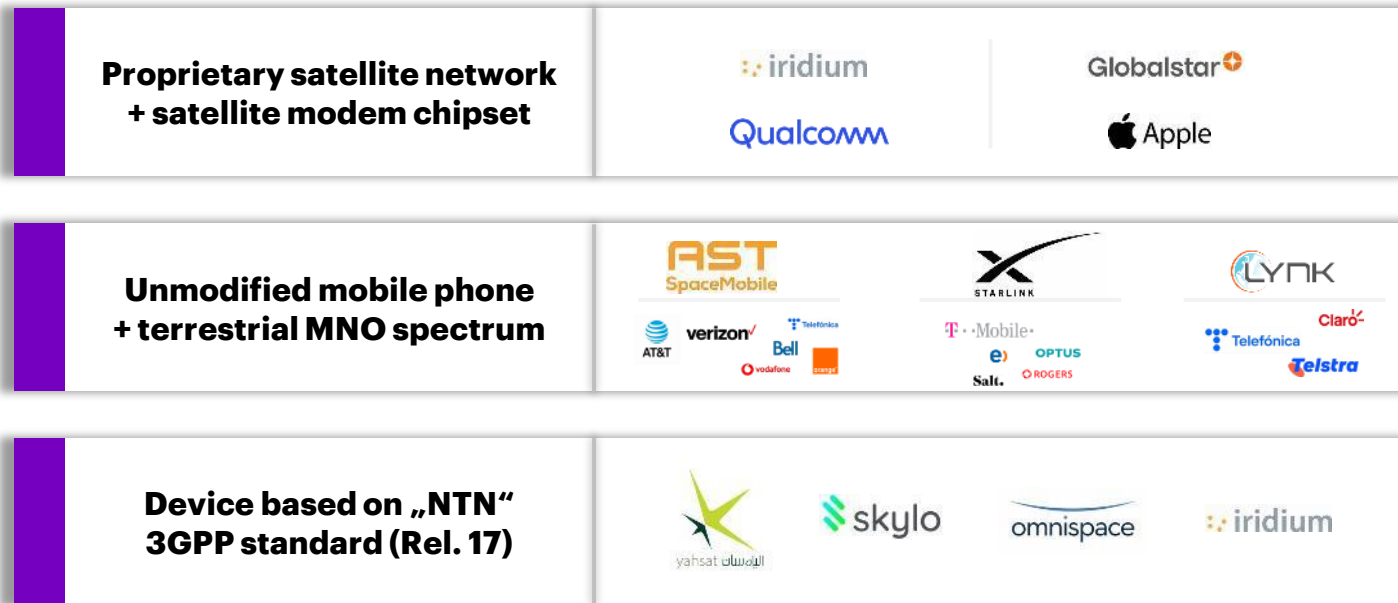 Proprietary satellite network
+ satellite modem chipset
iridium
Globalstar
Qualcomm
Apple
Unmodified mobile phone
+ terrestrial MNO spectrum
AST
SpaceMobile
AT&T
verizon
Telefónica
Bell
vodafone
orange
STARLINK
T··Mobile·
e)
OPTUS
Salt.
ROGERS
LYNK
Claro
Telefónica
Telstra
Device based on „NTN“
3GPP standard (Rel. 17)
yahsat الياه سات
skylo
omnispace
iridium